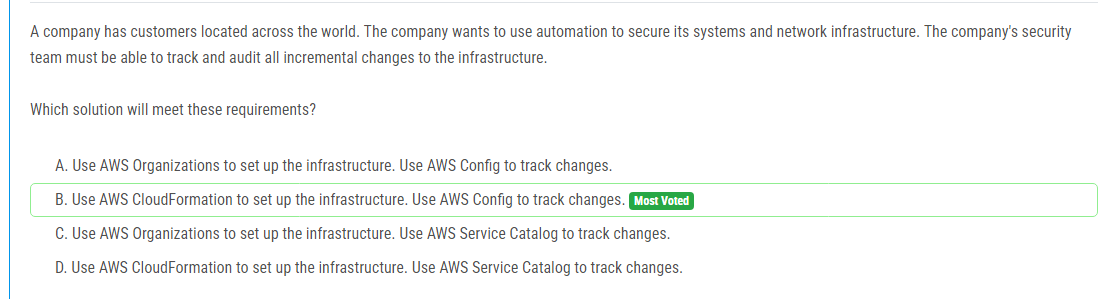 A company has customers located across the world. The company wants to use automation to secure its systems and network infrastructure. The company's security
team must be able to track and audit all incremental changes to the infrastructure.
Which solution will meet these requirements?
A. Use AWS Organizations to set up the infrastructure. Use AWS Config to track changes.
B. Use AWS CloudFormation to set up the infrastructure. Use AWS Config to track changes. Most Voted
C. Use AWS Organizations to set up the infrastructure. Use AWS Service Catalog to track changes.
D. Use AWS CloudFormation to set up the infrastructure. Use AWS Service Catalog to track changes.